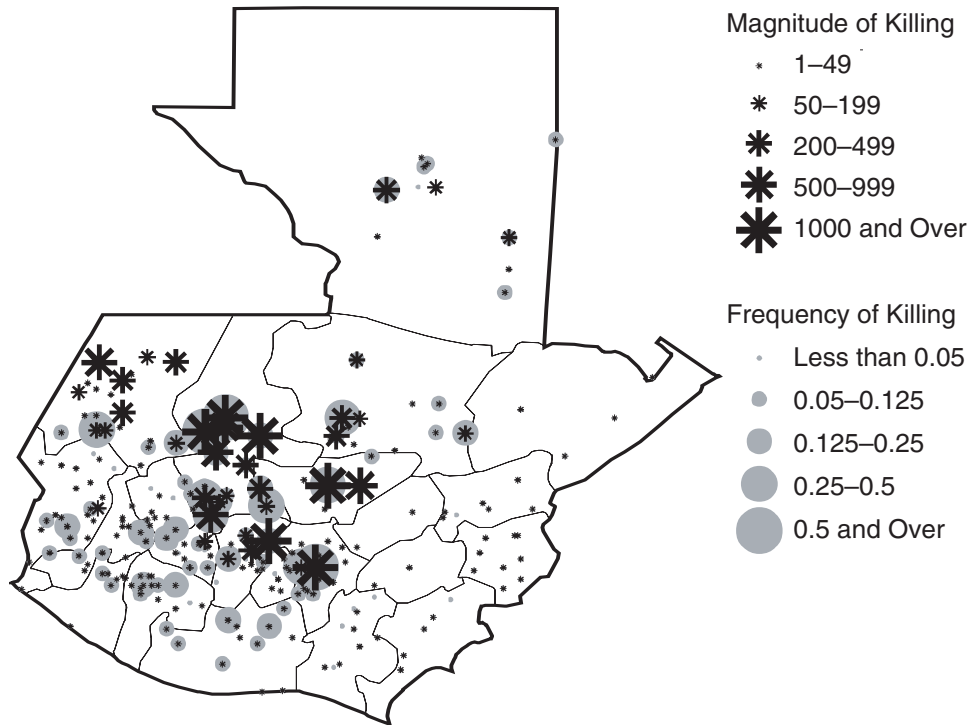 Magnitude of Killing
1–49
50–199
200–499
500–999
1000 and Over
Frequency of Killing
Less than 0.05
0.05–0.125
0.125–0.25
0.25–0.5
0.5 and Over